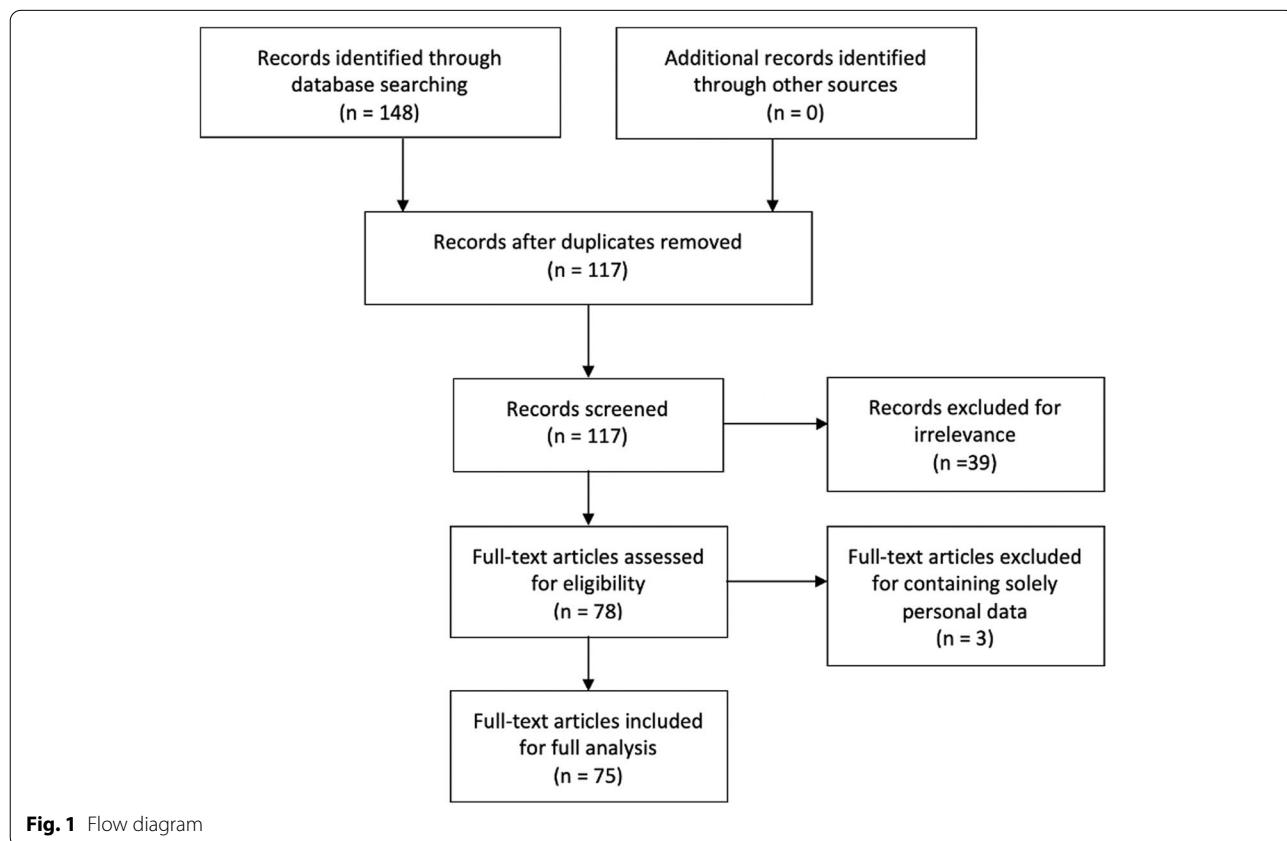 Records identified through
database searching
(n = 148)
Additional records identified
through other sources
(n = 0)
Records after duplicates removed
(n = 117)
Records screened
(n = 117)
Records excluded for
irrelevance
(n =39)
Full-text articles assessed
for eligibility
(n = 78)
Full-text articles excluded
for containing solely
personal data
(n = 3)
Full-text articles included
for full analysis
(n = 75)
Fig. 1 Flow diagram